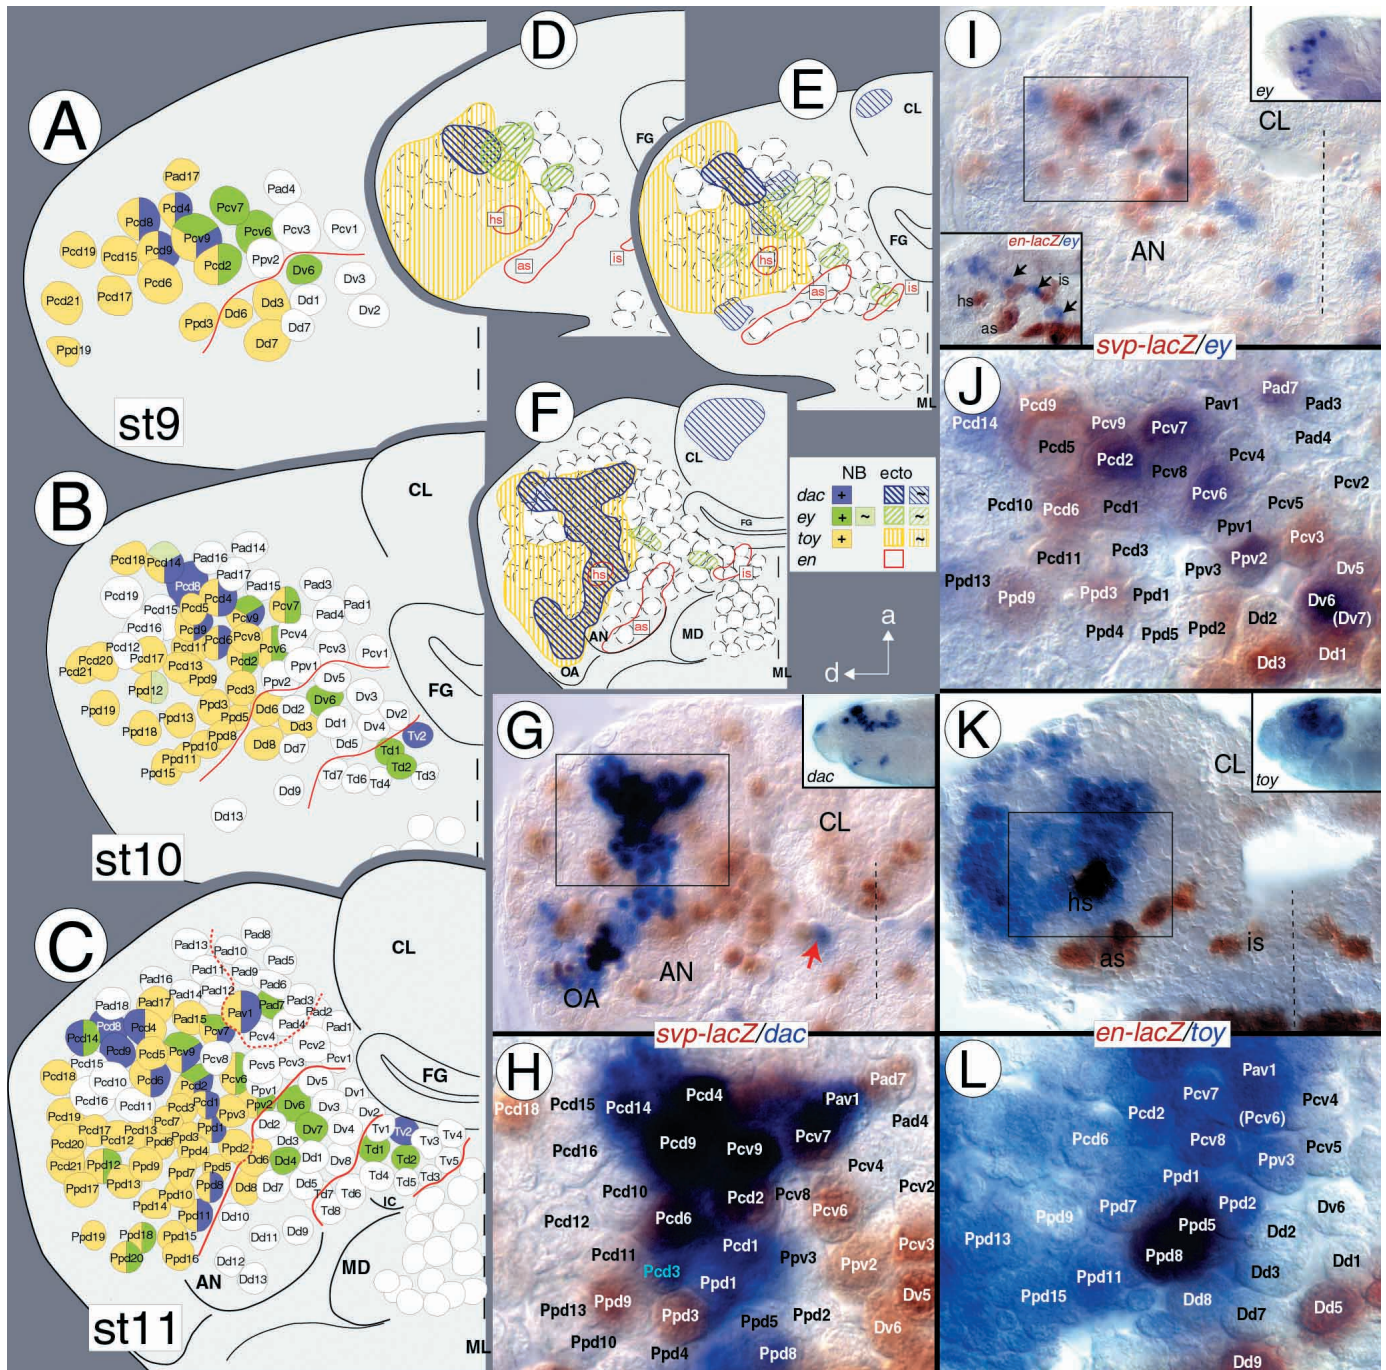 A
Pad17
Pad4
Pcd8
Pcd4
Pcv7
Pcv3
Pcv1
Pcd19
Pcd15
Pcd9
Pcv9
Pcv6
Pcd6
Pcd2
Ppv2
Dv6
Dv3
Pcd21
Pcd17
Dd3
Dd1
Dv2
Ppd3
Dd6
Dd7
Dd7
Ppd19
st9
B
CL
Pad14
Pcd18
Pcd14
Pad16
Pad17
Pad15
Pad3
Pcd8
Pcd19
Pcd4
Pad1
Pcd15
Pcd5
Pcv9
Pcv7
Pad4
Pcd16
Pcd9
Pcd6
Pcv8
Pcv4
Pcd12
Pcd11
Pcv6
Pcv3
Pcv1
Pcd20
Pcd17
Pcd13
Pcd2
Ppv1
Pcd21
Ppd9
Ppv2
Dv5
FG
Ppd12
Pcd3
Dv6
Dv3
Ppd19
Ppd3
Dd6
Dd2
Dv2
Ppd13
Ppd5
Dd3
Dd1
Dv4
Tv2
Ppd18
Ppd8
Dd8
Dd7
Dd5
Td1
Ppd10
Td2
Ppd11
Td7
Td6
Td4
Td3
Ppd15
Dd9
Dd13
st10
C
CL
Pad13
Pad10
Pad8
Pad11
Pad9
Pad5
Pad16
Pad12
Pad6
Pad14
Pad18
Pad17
Pad3
Pad2
Pcd8
Pcd4
Pad15
Pav1
Pad7
Pad1
Pcd14
Pcv7
Pad4
Pcd9
Pcd5
Pcv9
Pcv4
Pcv2
Pcd15
Pcv8
Pcv5
Pcv3
Pcv1
Pcd18
Pcd10
Pcd6
Pcd2
Pcv6
Ppv1
Dv5
FG
Pcd16
Pcd11
Pcd3
Pcd1
Ppv2
Dv6
Dv3
Dv2
Pcd19
Pcd7
Ppv3
Dd2
Tv1
Tv2
Tv4
Pcd17
Pcd13
Ppd1
Dv7
Dv4
Pcd20
Pcd12
Ppd6
Ppd3
Ppd2
Dd3
Td1
Tv3
Ppd4
Dd4
Dd1
Dv8
Td2
Tv5
Pcd21
Ppd12
Ppd9
Ppd5
Dd6
Ppd7
Dd5
Td4
Td3
Ppd17
Ppd13
Ppd8
Dd8
Dd7
Td7
Td6
Td5
Ppd10
Td8
IC
Ppd14
Ppd11
Dd10
Dd9
Ppd19
Ppd18
Ppd15
Dd11
Ppd20
Ppd16
Dd12
MD
AN
Dd13
st11
ML
D
FG
hs
as
is
E
CL
FG
hs
as
is
ML
F
CL
FG
hs
is
as
AN
MD
OA
ML
NB ecto
dac + ~
ey + ~ ~
toy + ~
en
a
d
G
dac
CL
AN
OA
svp-lacZ/dac
H
Pcd4
Pad7
Pcd18
Pcd15
Pcd14
Pav1
Pad4
Pcd9
Pcv7
Pcd16
Pcv9
Pcv4
Pcd10
Pcd2
Pcv8
Pcv2
Pcd12
Pcd6
Pcv6
Pcd11
Pcd1
Ppv3
Pcv3
Pcd3
Ppd1
Ppv2
Ppd9
Dv5
Ppd13
Ppd3
Ppd5
Ppd2
Ppd10
Dv6
Ppd4
Ppd8
I
ey
CL
AN
en-lacZ/ey
is
hs
as
svp-lacZ/ey
J
Pad7
Pcd9
Pcv9
Pav1
Pad3
Pcd14
Pcv7
Pad4
Pcd5
Pcd2
Pcv8
Pcv4
Pcv2
Pcv6
Pcd10
Pcd6
Pcd1
Pcv5
Ppv1
Pcv3
Pcd11
Pcd3
Ppv2
Ppv3
Dv5
Ppd13
Ppd9
Ppd3
Ppd1
Dv6
Dd2
(Dv7)
Ppd4
Ppd5
Ppd2
Dd3
Dd1
K
toy
CL
hs
as
is
en-lacZ/toy
L
Pav1
Pcv7
Pcd2
(Pcv6)
Pcv4
Pcd6
Pcv8
Pcv5
Ppv3
Ppd1
Ppd9
Ppd7
Ppd2
Dv6
Ppd13
Ppd5
Dd2
Ppd8
Dd1
Ppd11
Dd3
Ppd15
Dd8
Dd7
Dd5
Dd9